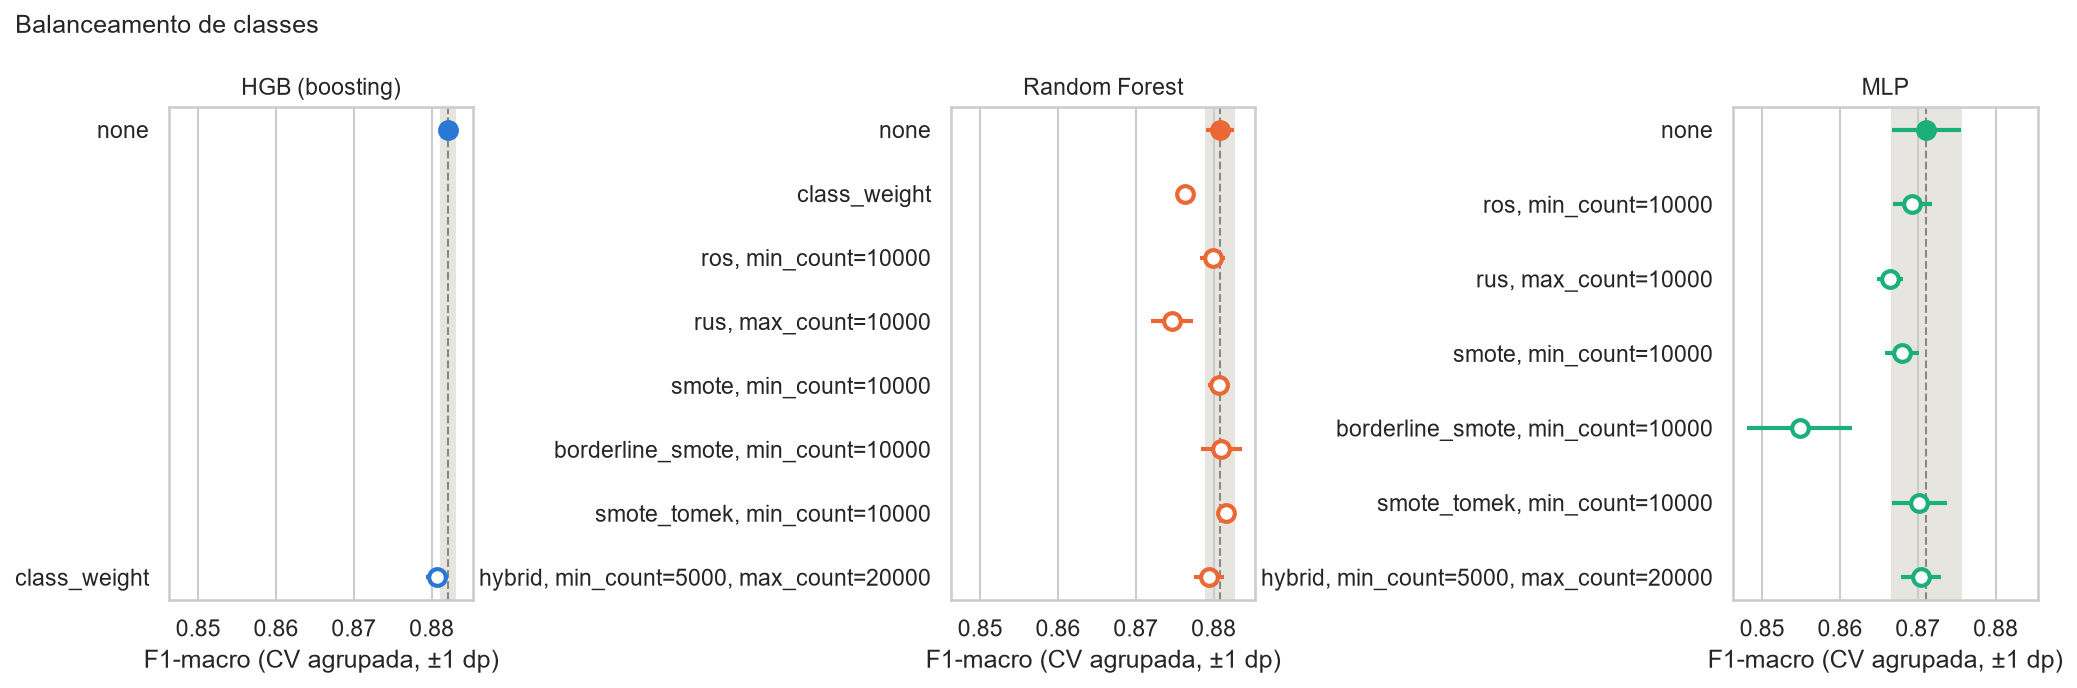 Balanceamento de classes
HGB (boosting)
none
class_weight
0.85 0.86 0.87 0.88
F1-macro (CV agrupada, ±1 dp)
Random Forest
none
class_weight
ros, min_count=10000
rus, max_count=10000
smote, min_count=10000
borderline_smote, min_count=10000
smote_tomek, min_count=10000
hybrid, min_count=5000, max_count=20000
0.85 0.86 0.87 0.88
F1-macro (CV agrupada, ±1 dp)
MLP
none
ros, min_count=10000
rus, max_count=10000
smote, min_count=10000
borderline_smote, min_count=10000
smote_tomek, min_count=10000
hybrid, min_count=5000, max_count=20000
0.85 0.86 0.87 0.88
F1-macro (CV agrupada, ±1 dp)